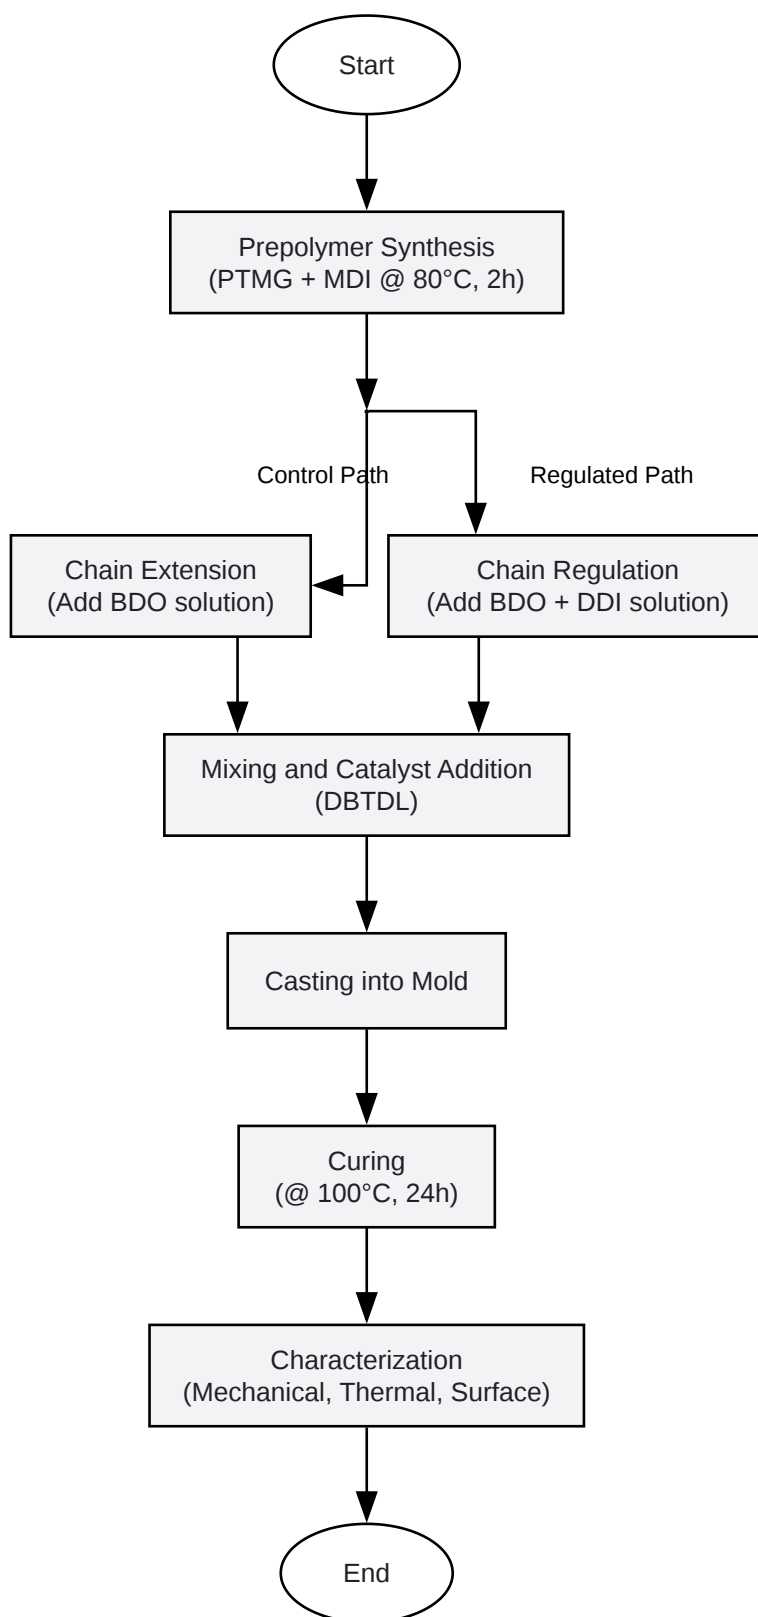 Start
Prepolymer Synthesis
(PTMG + MDI @ 80°C, 2h)
Control Path
Regulated Path
Chain Extension
(Add BDO solution)
Chain Regulation
(Add BDO + DDI solution)
Mixing and Catalyst Addition
(DBTDL)
Casting into Mold
Curing
(@ 100°C, 24h)
Characterization
(Mechanical, Thermal, Surface)
End